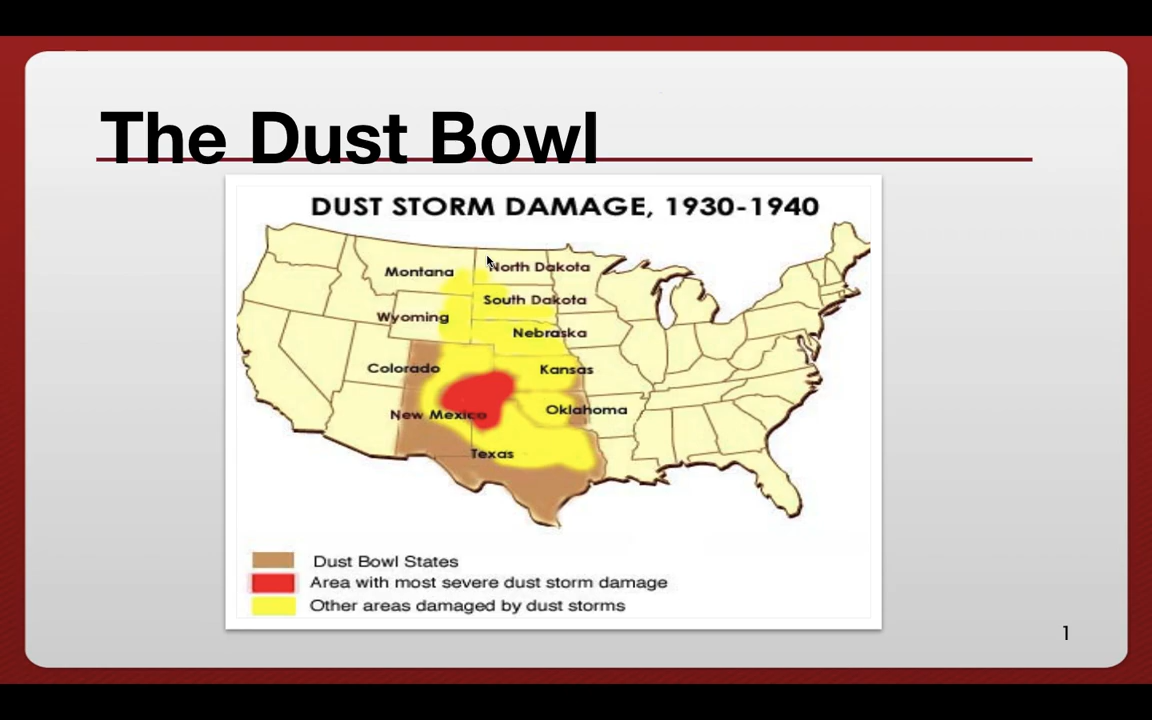 The Dust Bowl
DUST STORM DAMAGE, 1930-1940
Montana
North Dakota
South Dakota
Wyoming
Nebraska
Colorado
Kansas
New Mexico
Oklahoma
Texas
Dust Bowl States
Area with most severe dust storm damage
Other areas damaged by dust storms
1